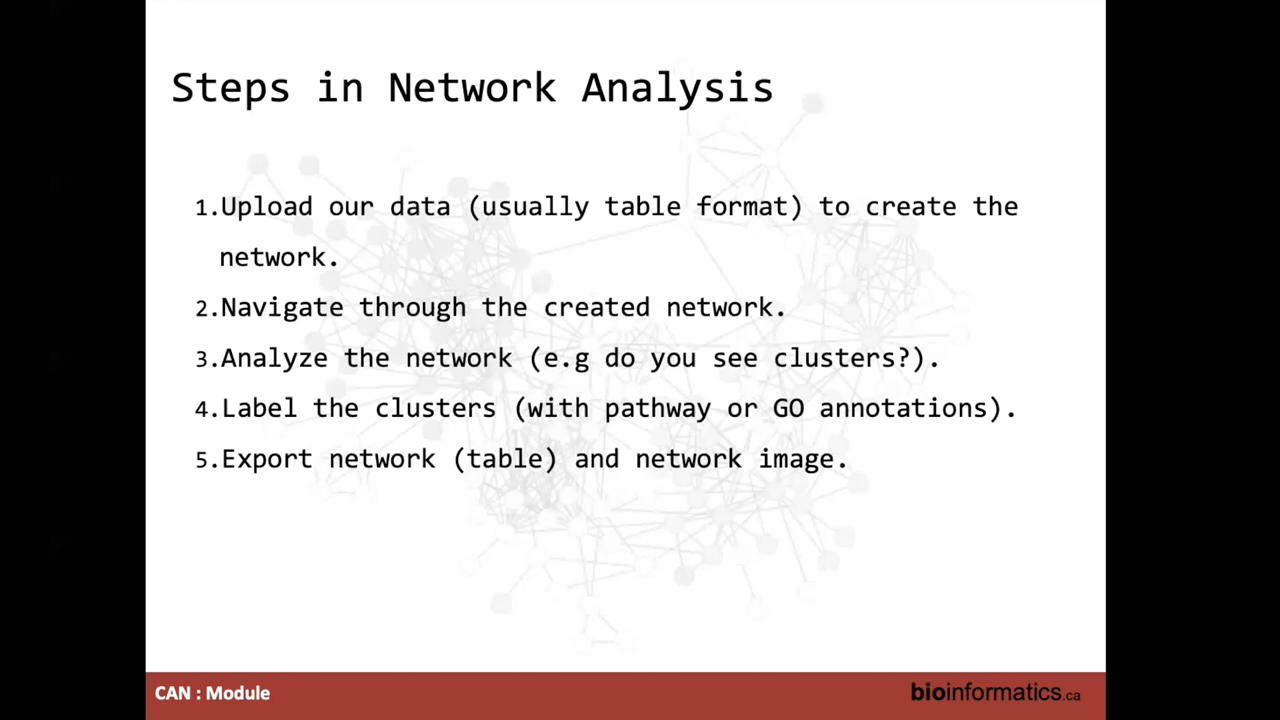 Steps in Network Analysis
1.Upload our data (usually table format) to create the
network.
2.Navigate through the created network.
3.Analyze the network (e.g do you see clusters?).
4.Label the clusters (with pathway or GO annotations).
5.Export network (table) and network image.
CAN : Module
bioinformatics.ca